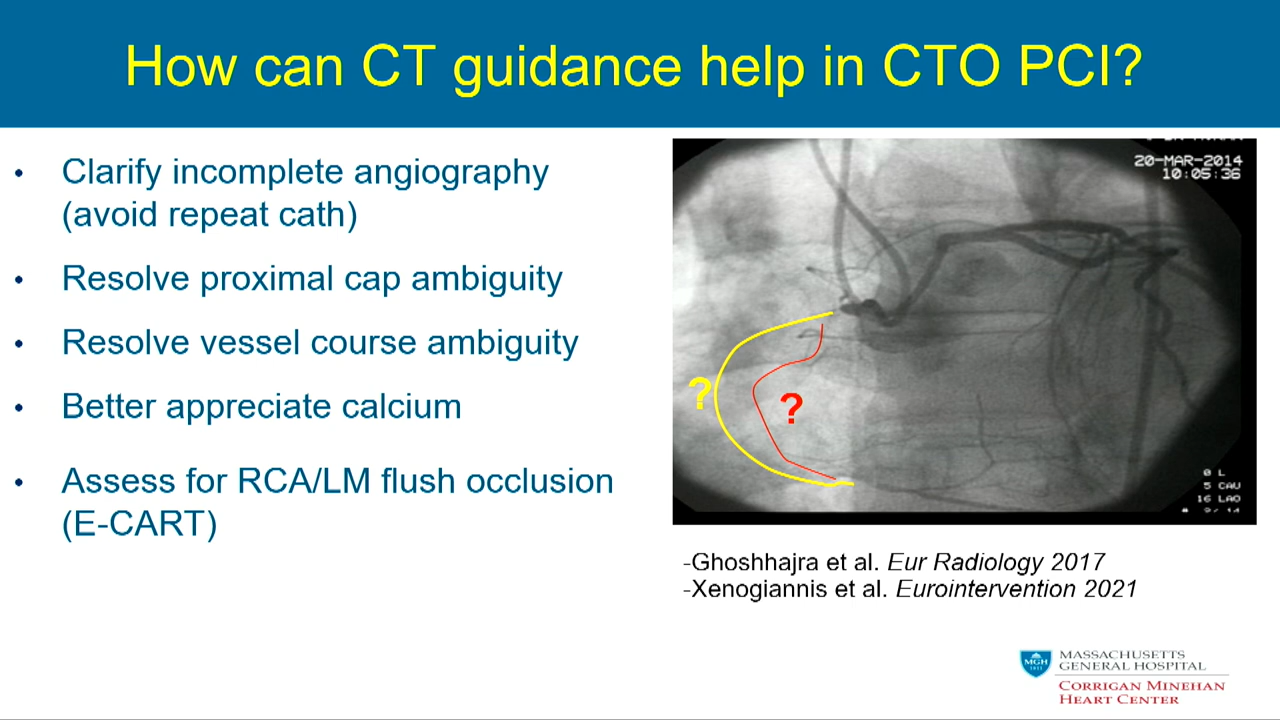 How can CT guidance help in CTO PCI?
• Clarify incomplete angiography
(avoid repeat cath)
• Resolve proximal cap ambiguity
• Resolve vessel course ambiguity
• Better appreciate calcium
• Assess for RCA/LM flush occlusion
(E-CART)
20-MAR-2014
10:05:36
?
?
0 L
5 CAU
16 LAO
-Ghoshhajra et al. Eur Radiology 2017
-Xenogiannis et al. Eurointervention 2021
MGH
1811
MASSACHUSETTS
GENERAL HOSPITAL
CORRIGAN MINEHAN
HEART CENTER